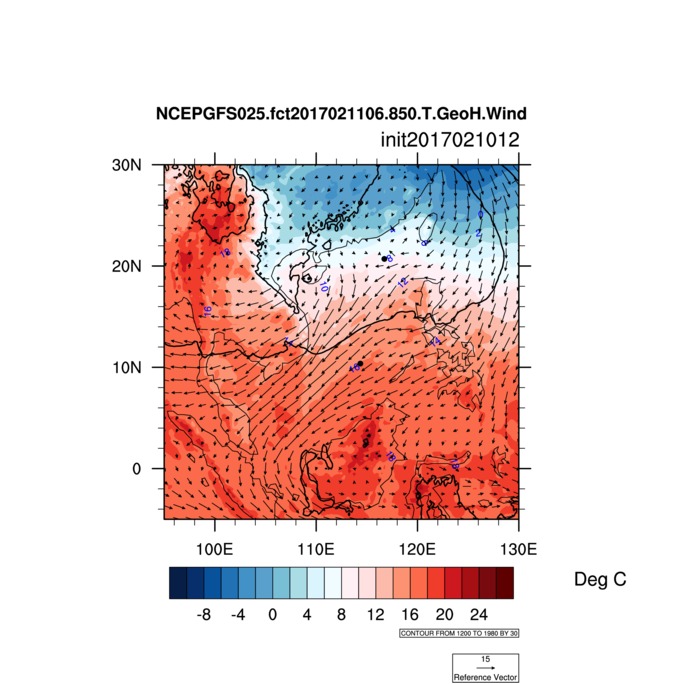 NCEPGFS025.fct2017021106.850.T.GeoH.Wind
init2017021012
30N
20N
10N
0
100E
110E
120E
130E
-8 -4 0 4 8 12 16 20 24
Deg C
CONTOUR FROM 1200 TO 1980 BY 30
15
Reference Vector